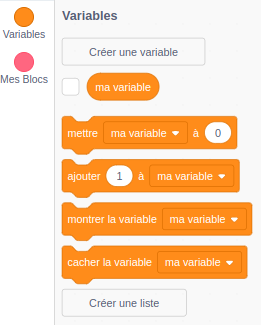 Variables
Variables
Mes Blocs
Créer une variable
ma variable
mettre ma variable à 0
ajouter 1 à ma variable
montrer la variable ma variable
cacher la variable ma variable
Créer une liste